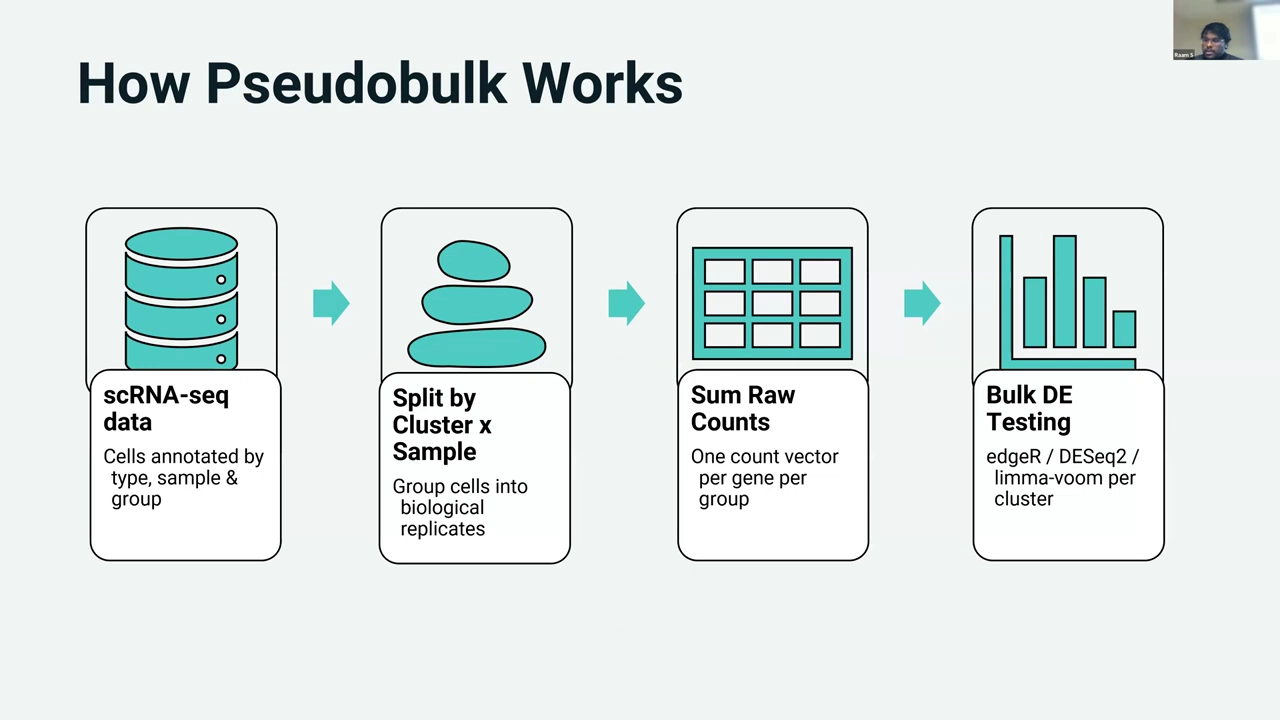 How Pseudobulk Works
Raam S
scRNA-seq
data
Cells annotated by
type, sample &
group
Split by
Cluster x
Sample
Group cells into
biological
replicates
Sum Raw
Counts
One count vector
per gene per
group
Bulk DE
Testing
edgeR / DESeq2 /
limma-voom per
cluster